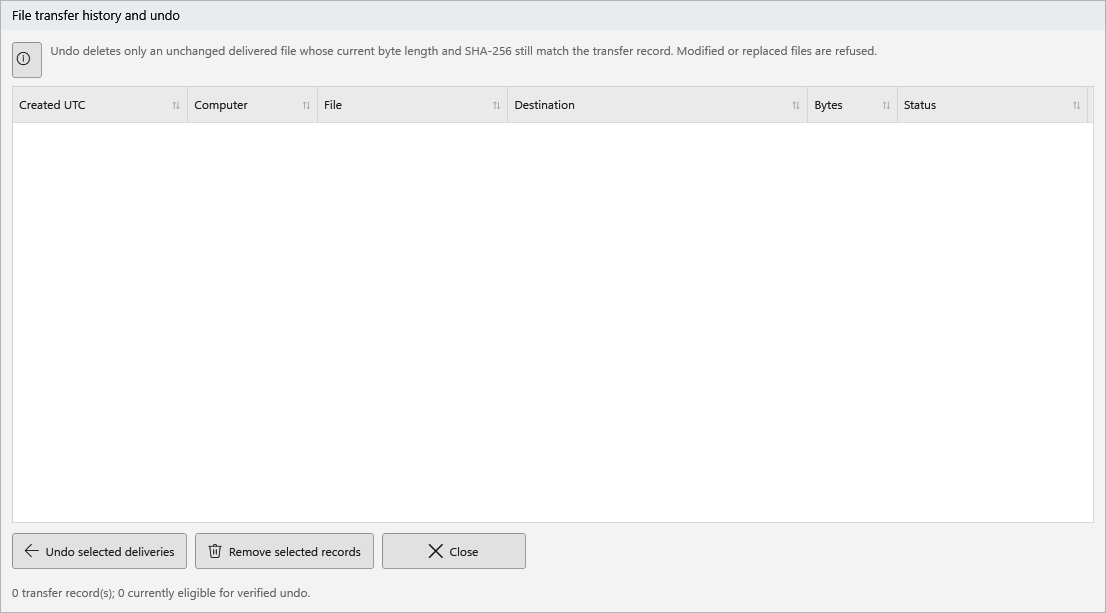 File transfer history and undo
Undo deletes only an unchanged delivered file whose current byte length and SHA-256 still match the transfer record. Modified or replaced files are refused.
Created UTC Computer File Destination Bytes Status
Undo selected deliveries Remove selected records Close
0 transfer record(s); 0 currently eligible for verified undo.